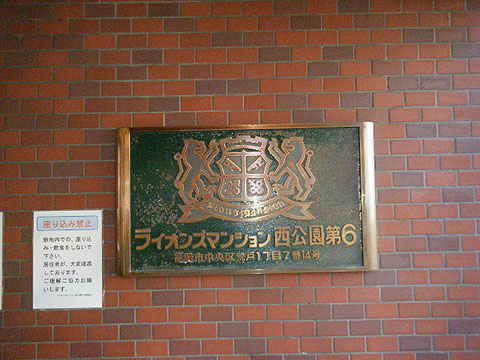 Lions Mansion
ライオンズマンション西公園第6
福岡市中央区荒戸1丁目7番14号
座り込み禁止
敷地内での、座り込
み・飲食をしないで
下さい。
居住者が、大変迷惑
しております。
ご理解ご協力お願
いします。